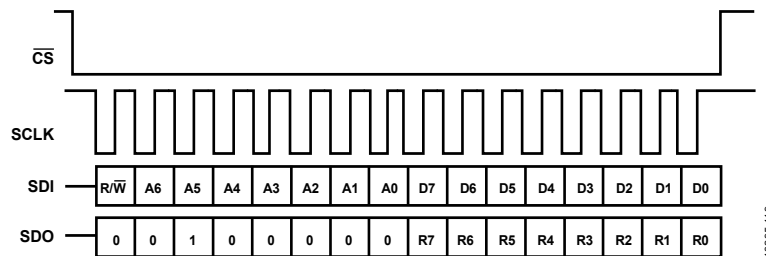 C̅S̅
SCLK
SDI R/W̅ A6 A5 A4 A3 A2 A1 A0 D7 D6 D5 D4 D3 D2 D1 D0
SDO 0 0 1 0 0 0 0 0 R7 R6 R5 R4 R3 R2 R1 R0